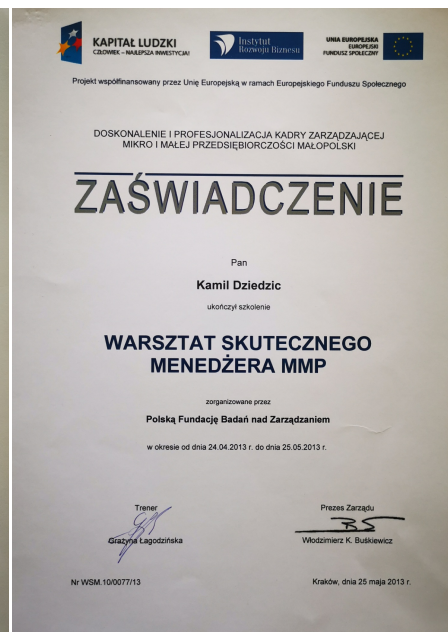 KAPITAŁ LUDZKI
CZŁOWIEK – NAJLEPSZA INWESTYCJA!
Instytut
Rozwoju Biznesu
UNIA EUROPEJSKA
EUROPEJSKI
FUNDUSZ SPOŁECZNY
Projekt współfinansowany przez Unię Europejską w ramach Europejskiego Funduszu Społecznego
DOSKONALENIE I PROFESJONALIZACJA KADRY ZARZĄDZAJĄCEJ
MIKRO I MAŁEJ PRZEDSIĘBIORCZOŚCI MAŁOPOLSKI
ZAŚWIADCZENIE
Pan
Kamil Dziedzic
ukończył szkolenie
WARSZTAT SKUTECZNEGO
MENEDŻERA MMP
zorganizowane przez
Polską Fundację Badań nad Zarządzaniem
w okresie od dnia 24.04.2013 r. do dnia 25.05.2013 r.
Trener
Grażyna Łagodzińska
Prezes Zarządu
Włodzimierz K. Buśkiewicz
Nr WSM.10/0077/13
Kraków, dnia 25 maja 2013 r.